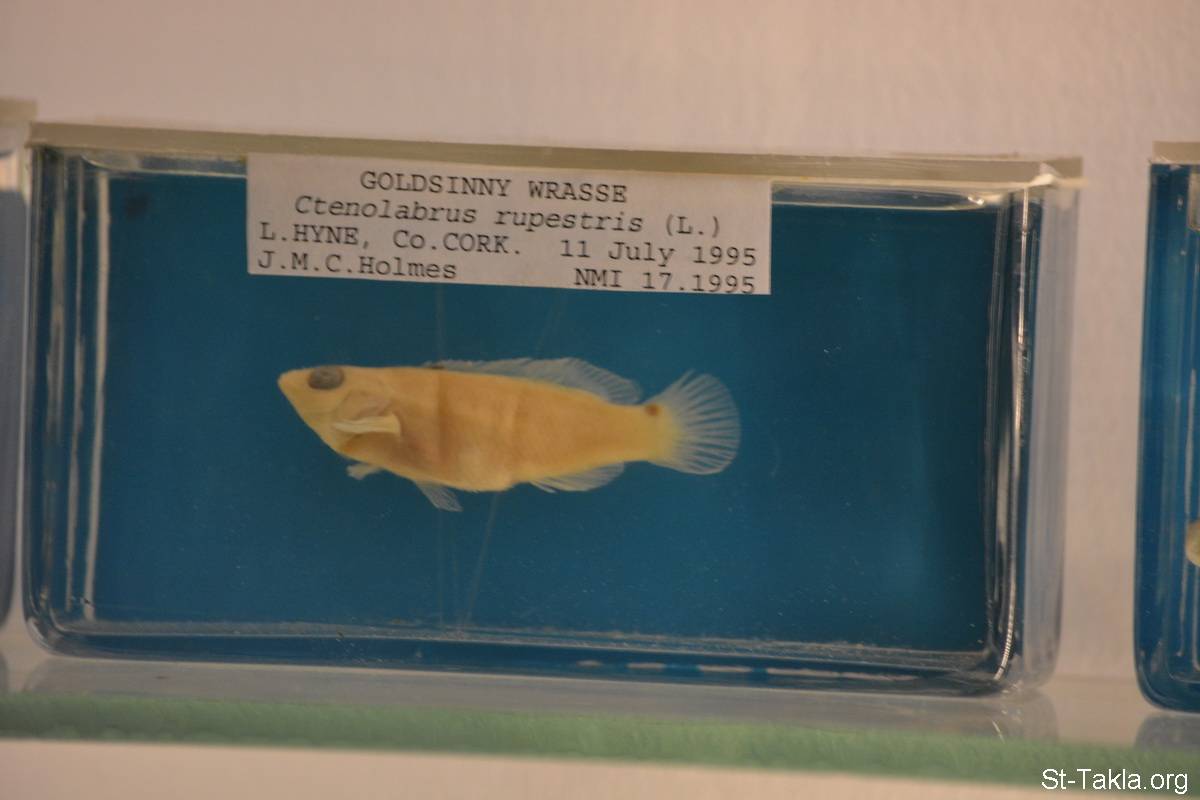 GOLDSINNY WRASSE
Ctenolabrus rupestris (L.)
L.HYNE, Co.CORK. 11 July 1995
J.M.C.Holmes NMI 17.1995
St-Takla.org